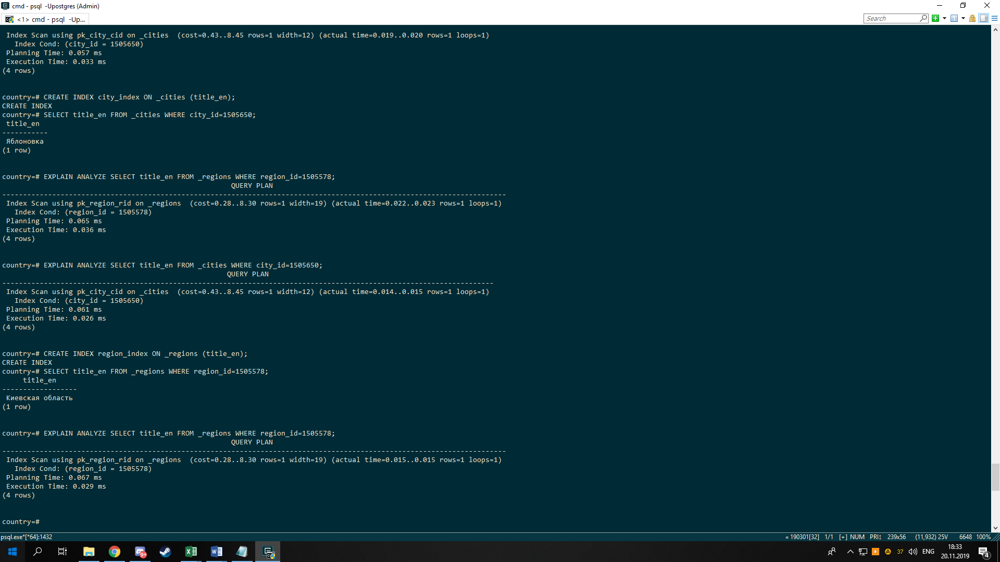 cmd - psql  -Upostgres (Admin)
<1> cmd - psql  -Up...
Search
 Index Scan using pk_city_cid on _cities  (cost=0.43..8.45 rows=1 width=12) (actual time=0.019..0.020 rows=1 loops=1)
   Index Cond: (city_id = 1505650)
 Planning Time: 0.057 ms
 Execution Time: 0.033 ms
(4 rows)
country=# CREATE INDEX city_index ON _cities (title_en);
CREATE INDEX
country=# SELECT title_en FROM _cities WHERE city_id=1505650;
 title_en
-----------
 Яблоновка
(1 row)
country=# EXPLAIN ANALYZE SELECT title_en FROM _regions WHERE region_id=1505578;
QUERY PLAN
-------------------------------------------------------------------------------------------------------------------------
 Index Scan using pk_region_rid on _regions  (cost=0.28..8.30 rows=1 width=19) (actual time=0.022..0.023 rows=1 loops=1)
   Index Cond: (region_id = 1505578)
 Planning Time: 0.065 ms
 Execution Time: 0.036 ms
(4 rows)
country=# EXPLAIN ANALYZE SELECT title_en FROM _cities WHERE city_id=1505650;
QUERY PLAN
----------------------------------------------------------------------------------------------------------------------
 Index Scan using pk_city_cid on _cities  (cost=0.43..8.45 rows=1 width=12) (actual time=0.014..0.015 rows=1 loops=1)
   Index Cond: (city_id = 1505650)
 Planning Time: 0.061 ms
 Execution Time: 0.026 ms
(4 rows)
country=# CREATE INDEX region_index ON _regions (title_en);
CREATE INDEX
country=# SELECT title_en FROM _regions WHERE region_id=1505578;
     title_en
------------------
 Киевская область
(1 row)
country=# EXPLAIN ANALYZE SELECT title_en FROM _regions WHERE region_id=1505578;
QUERY PLAN
-------------------------------------------------------------------------------------------------------------------------
 Index Scan using pk_region_rid on _regions  (cost=0.28..8.30 rows=1 width=19) (actual time=0.015..0.015 rows=1 loops=1)
   Index Cond: (region_id = 1505578)
 Planning Time: 0.067 ms
 Execution Time: 0.029 ms
(4 rows)
country=#
psql.exe*[*64]:1432
« 190301[32] 1/1 [+] NUM PRI↕ 239x56 (11,932) 25V 6648 100%
9+
37
ENG
18:33
20.11.2019
4